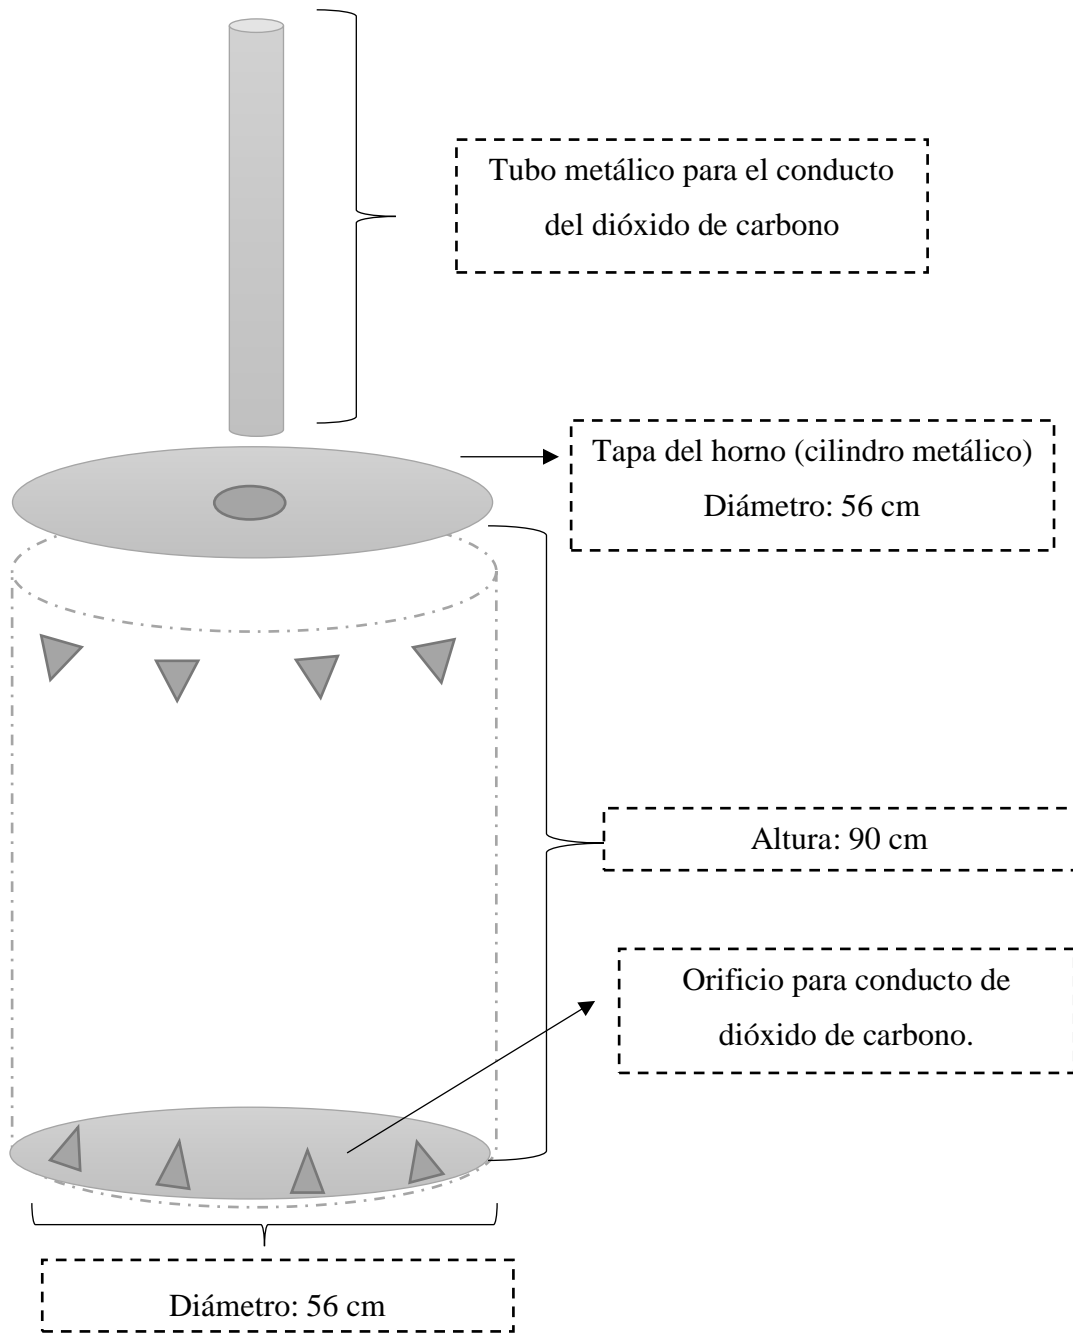 Tubo metálico para el conducto
del dióxido de carbono
Tapa del horno (cilindro metálico)
Diámetro: 56 cm
Altura: 90 cm
Orificio para conducto de
dióxido de carbono.
Diámetro: 56 cm